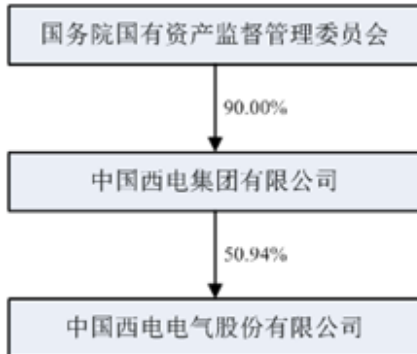 国务院国有资产监督管理委员会
90.00%
中国西电集团有限公司
50.94%
中国西电电气股份有限公司